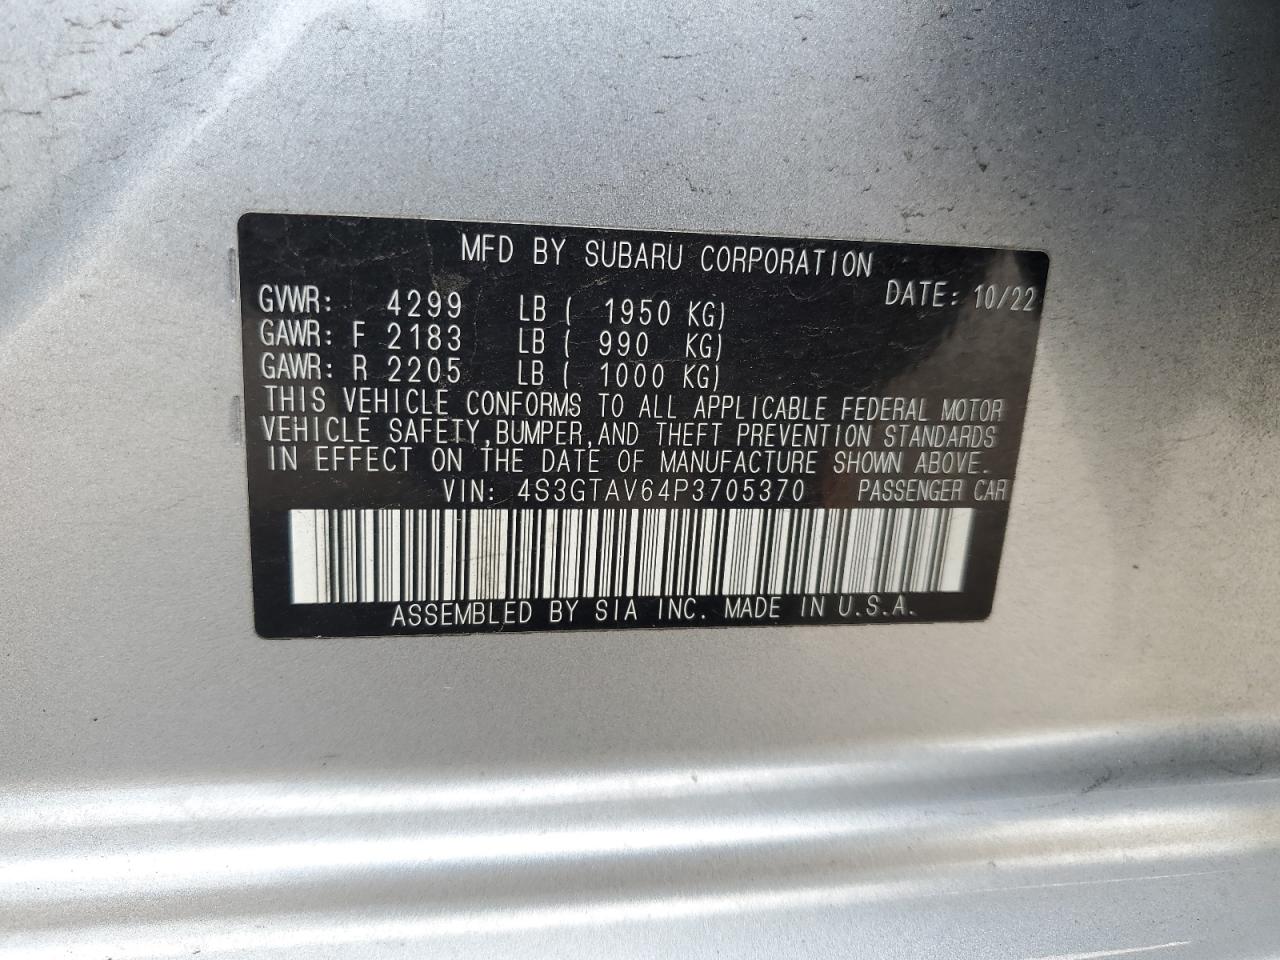 MFD BY SUBARU CORPORATION
DATE: 10/22
GVWR: 4299 LB ( 1950 KG)
GAWR: F 2183 LB ( 990 KG)
GAWR: R 2205 LB ( 1000 KG)
THIS VEHICLE CONFORMS TO ALL APPLICABLE FEDERAL MOTOR
VEHICLE SAFETY, BUMPER, AND THEFT PREVENTION STANDARDS
IN EFFECT ON THE DATE OF MANUFACTURE SHOWN ABOVE.
VIN: 4S3GTAV64P3705370 PASSENGER CAR
ASSEMBLED BY SIA INC. MADE IN U.S.A.